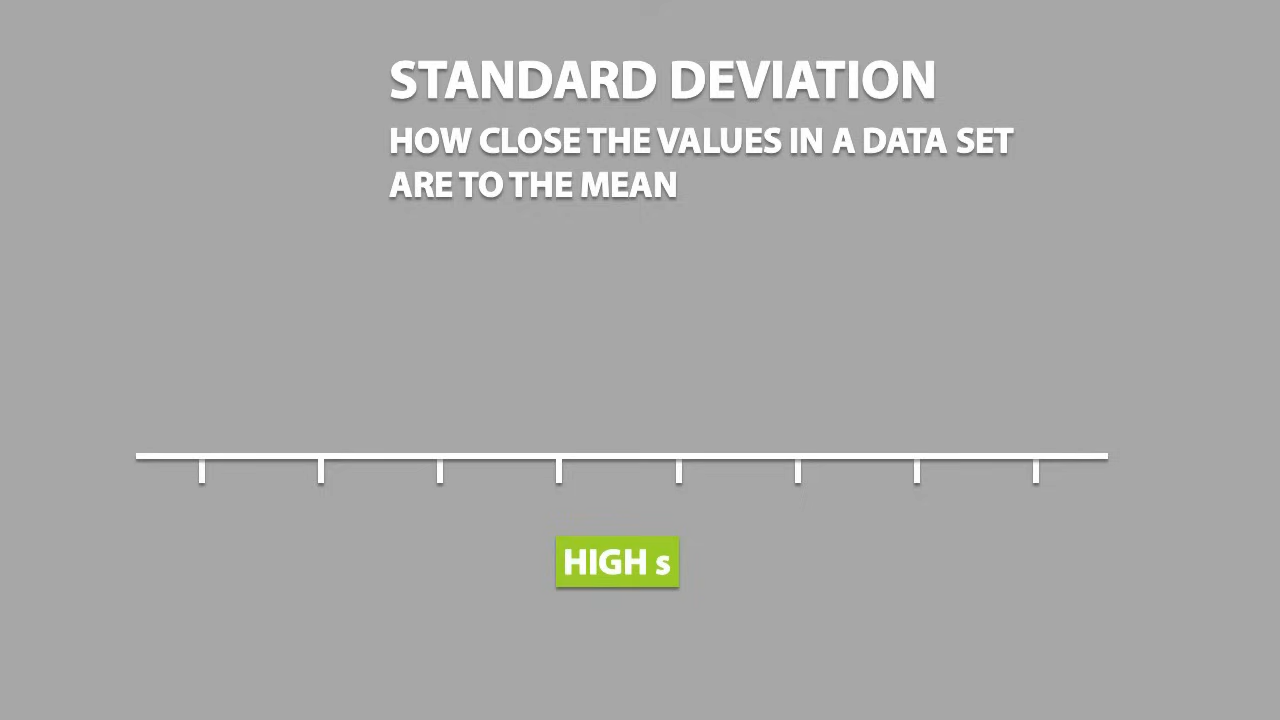 STANDARD DEVIATION
HOW CLOSE THE VALUES IN A DATA SET
ARE TO THE MEAN
HIGH s